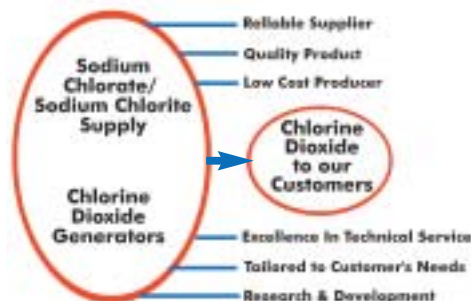 Reliable Supplier
Quality Product
Low Cost Producer
Sodium
Chlorate/
Sodium Chlorite
Supply
Chlorine
Dioxide
to our
Customers
Chlorine
Dioxide
Generators
Excellence In Technical Service
Tailored to Customer's Needs
Research & Development